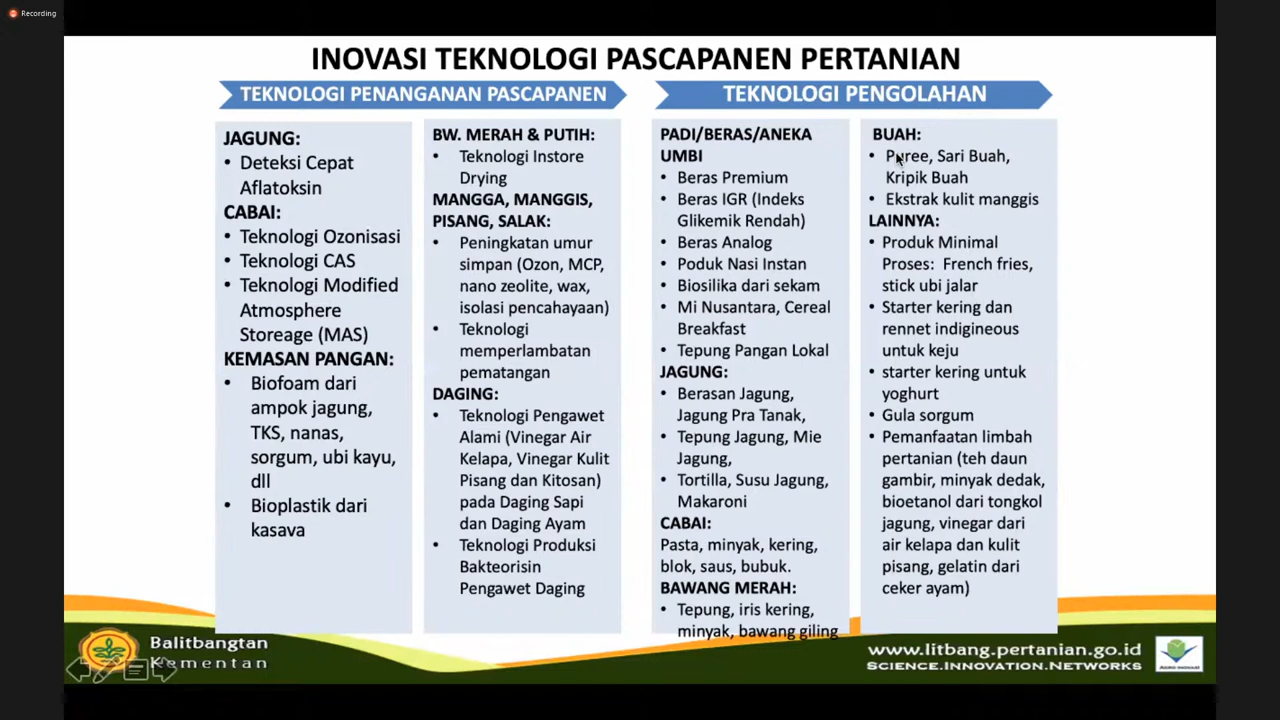 Recording
INOVASI TEKNOLOGI PASCAPANEN PERTANIAN
TEKNOLOGI PENANGANAN PASCAPANEN
JAGUNG:
• Deteksi Cepat
Aflatoksin
CABAI:
• Teknologi Ozonisasi
• Teknologi CAS
• Teknologi Modified
Atmosphere
Storeage (MAS)
KEMASAN PANGAN:
• Biofoam dari
ampok jagung,
TKS, nanas,
sorgum, ubi kayu,
dll
• Bioplastik dari
kasava
BW. MERAH & PUTIH:
• Teknologi Instore
Drying
MANGGA, MANGGIS,
PISANG, SALAK:
• Peningkatan umur
simpan (Ozon, MCP,
nano zeolite, wax,
isolasi pencahayaan)
• Teknologi
memperlambatan
pematangan
DAGING:
• Teknologi Pengawet
Alami (Vinegar Air
Kelapa, Vinegar Kulit
Pisang dan Kitosan)
pada Daging Sapi
dan Daging Ayam
• Teknologi Produksi
Bakteorisin
Pengawet Daging
TEKNOLOGI PENGOLAHAN
PADI/BERAS/ANEKA
UMBI
• Beras Premium
• Beras IGR (Indeks
Glikemik Rendah)
• Beras Analog
• Poduk Nasi Instan
• Biosilika dari sekam
• Mi Nusantara, Cereal
Breakfast
• Tepung Pangan Lokal
JAGUNG:
• Berasan Jagung,
Jagung Pra Tanak,
• Tepung Jagung, Mie
Jagung,
• Tortilla, Susu Jagung,
Makaroni
CABAI:
Pasta, minyak, kering,
blok, saus, bubuk.
BAWANG MERAH:
• Tepung, iris kering,
minyak, bawang giling
BUAH:
• Puree, Sari Buah,
Kripik Buah
• Ekstrak kulit manggis
LAINNYA:
• Produk Minimal
Proses: French fries,
stick ubi jalar
• Starter kering dan
rennet indigineous
untuk keju
• starter kering untuk
yoghurt
• Gula sorgum
• Pemanfaatan limbah
pertanian (teh daun
gambir, minyak dedak,
bioetanol dari tongkol
jagung, vinegar dari
air kelapa dan kulit
pisang, gelatin dari
ceker ayam)
Balitbangtan
Kementan
www.litbang.pertanian.go.id
SCIENCE.INNOVATION.NETWORKS
AGRO INOVASI